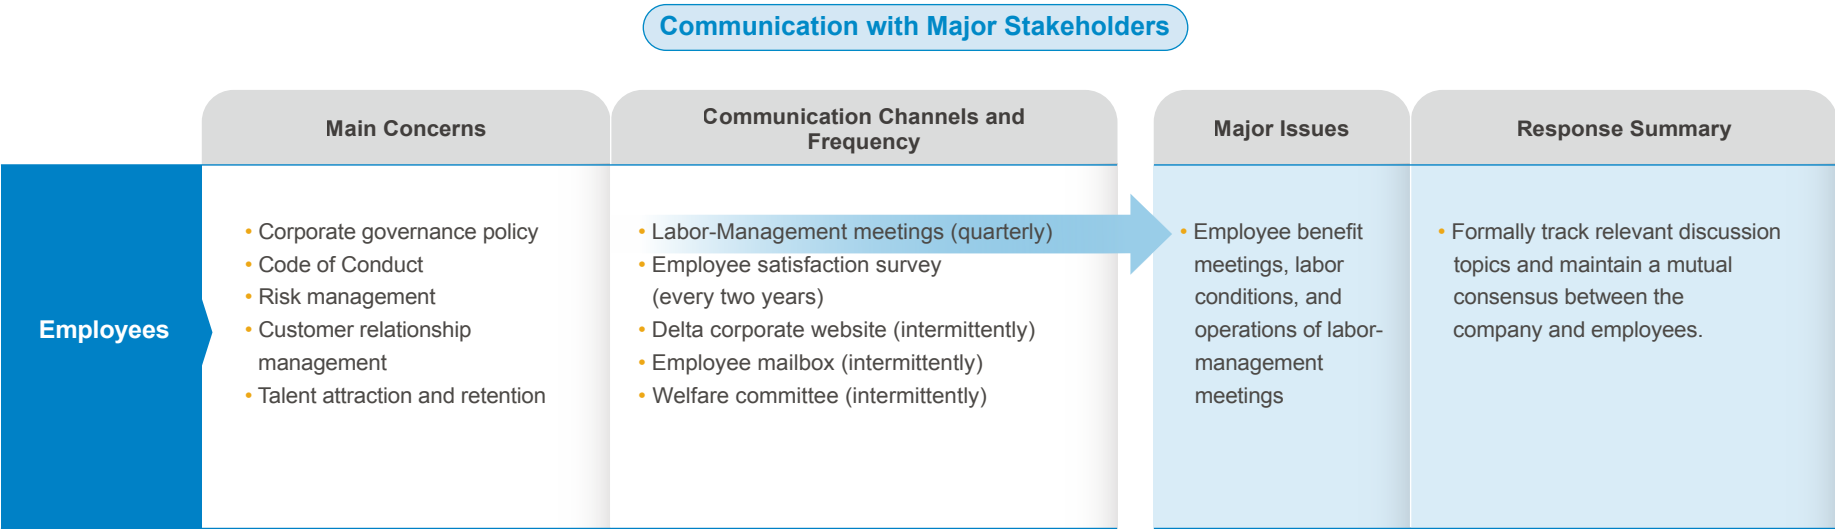 Communication with Major Stakeholders
Main Concerns
Communication Channels and
Frequency
Major Issues
Response Summary
Employees
• Corporate governance policy
• Code of Conduct
• Risk management
• Customer relationship
management
• Talent attraction and retention
• Labor-Management meetings (quarterly)
• Employee satisfaction survey
(every two years)
• Delta corporate website (intermittently)
• Employee mailbox (intermittently)
• Welfare committee (intermittently)
• Employee benefit
meetings, labor
conditions, and
operations of labor-
management
meetings
• Formally track relevant discussion
topics and maintain a mutual
consensus between the
company and employees.